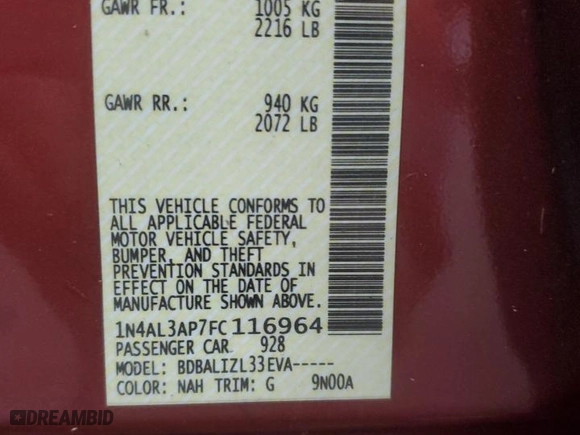 GAWR FR.: 1005 KG
2216 LB
GAWR RR.: 940 KG
2072 LB
THIS VEHICLE CONFORMS TO
ALL APPLICABLE FEDERAL
MOTOR VEHICLE SAFETY,
BUMPER, AND THEFT
PREVENTION STANDARDS IN
EFFECT ON THE DATE OF
MANUFACTURE SHOWN ABOVE.
1N4AL3AP7FC116964
PASSENGER CAR 928
MODEL: BDBALIZL33EVA-----
COLOR: NAH TRIM: G 9N00A
DREAMBID